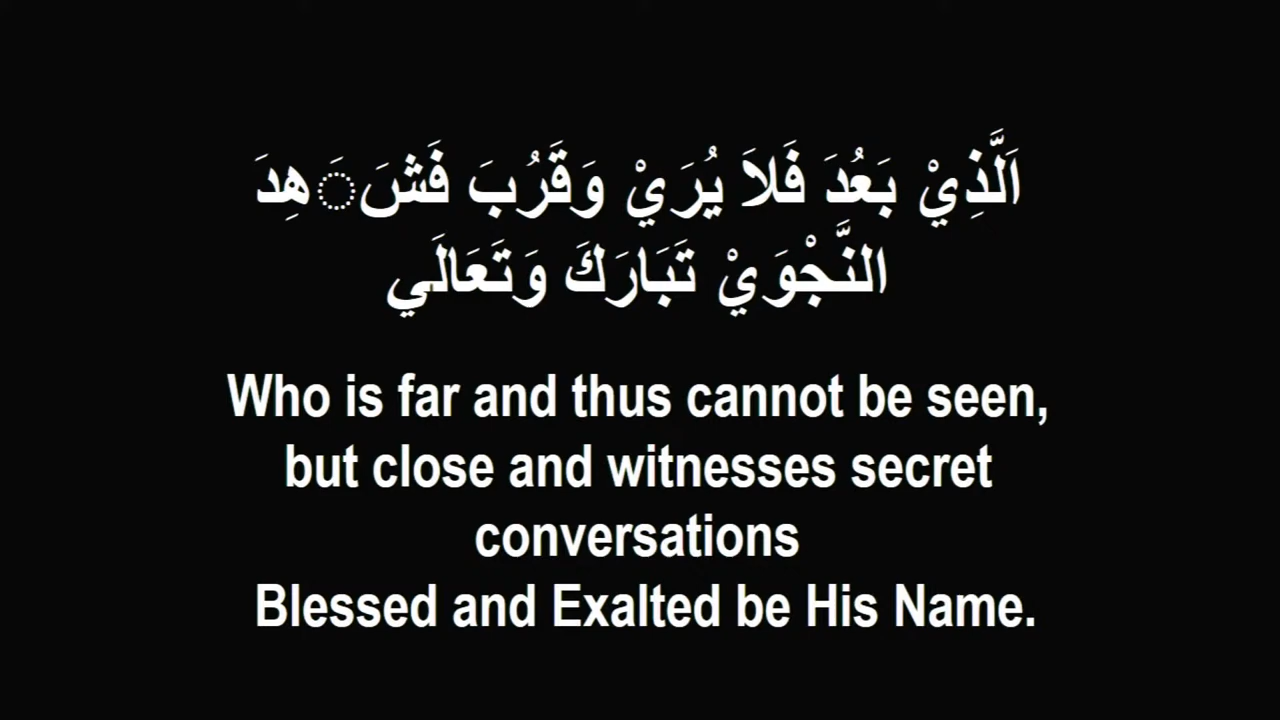 اَلَّذِيْ بَعُدَ فَلاَ يُرَيْ وَقَرُبَ فَشَ◌َهِدَ
النَّجْوَيْ تَبَارَكَ وَتَعَالَي
Who is far and thus cannot be seen,
but close and witnesses secret
conversations
Blessed and Exalted be His Name.